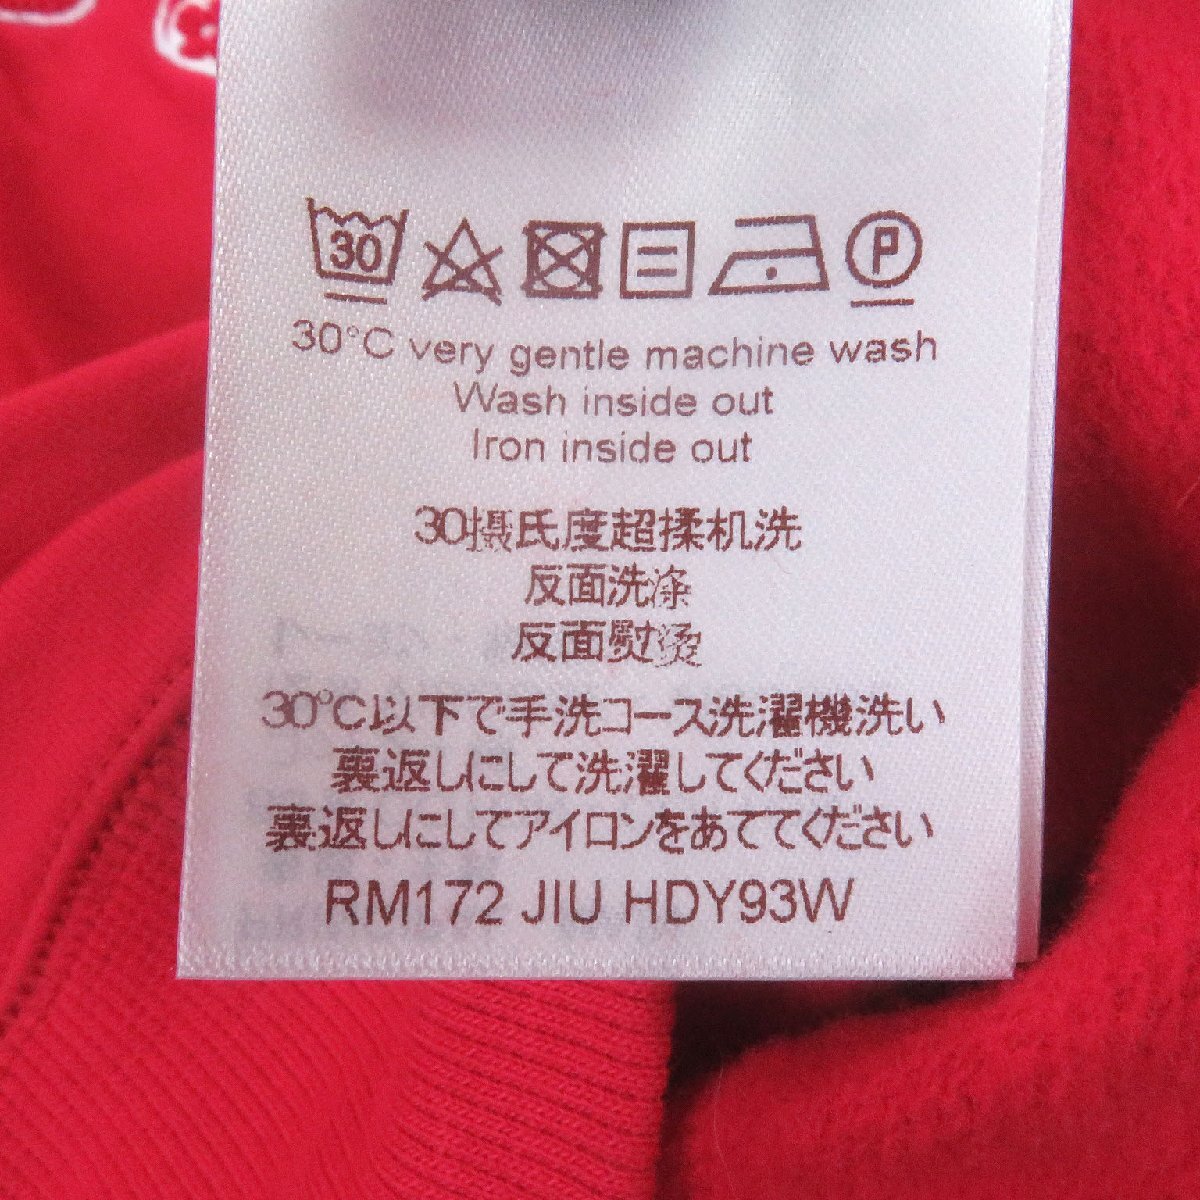 30
P
30°C very gentle machine wash
Wash inside out
Iron inside out
30摄氏度超揉机洗
反面洗涤
反面熨烫
30°C以下で手洗コース洗濯機洗い
裏返しにして洗濯してください
裏返しにしてアイロンをあててください
RM172 JIU HDY93W